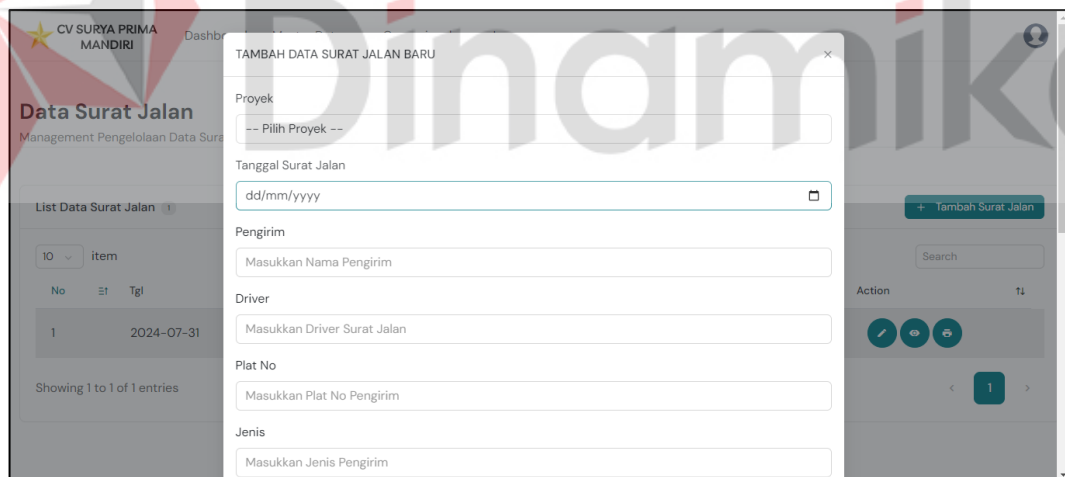 Dinamika
CV SURYA PRIMA
MANDIRI
TAMBAH DATA SURAT JALAN BARU
Data Surat Jalan
Management Pengelolaan Data Sura
Proyek
-- Pilih Proyek --
Tanggal Surat Jalan
dd/mm/yyyy
List Data Surat Jalan 1
+ Tambah Surat Jalan
Pengirim
Masukkan Nama Pengirim
10 item
Search
No Tgl Action
Driver
Masukkan Driver Surat Jalan
1 2024-07-31
Plat No
Masukkan Plat No Pengirim
Showing 1 to 1 of 1 entries
< 1 >
Jenis
Masukkan Jenis Pengirim